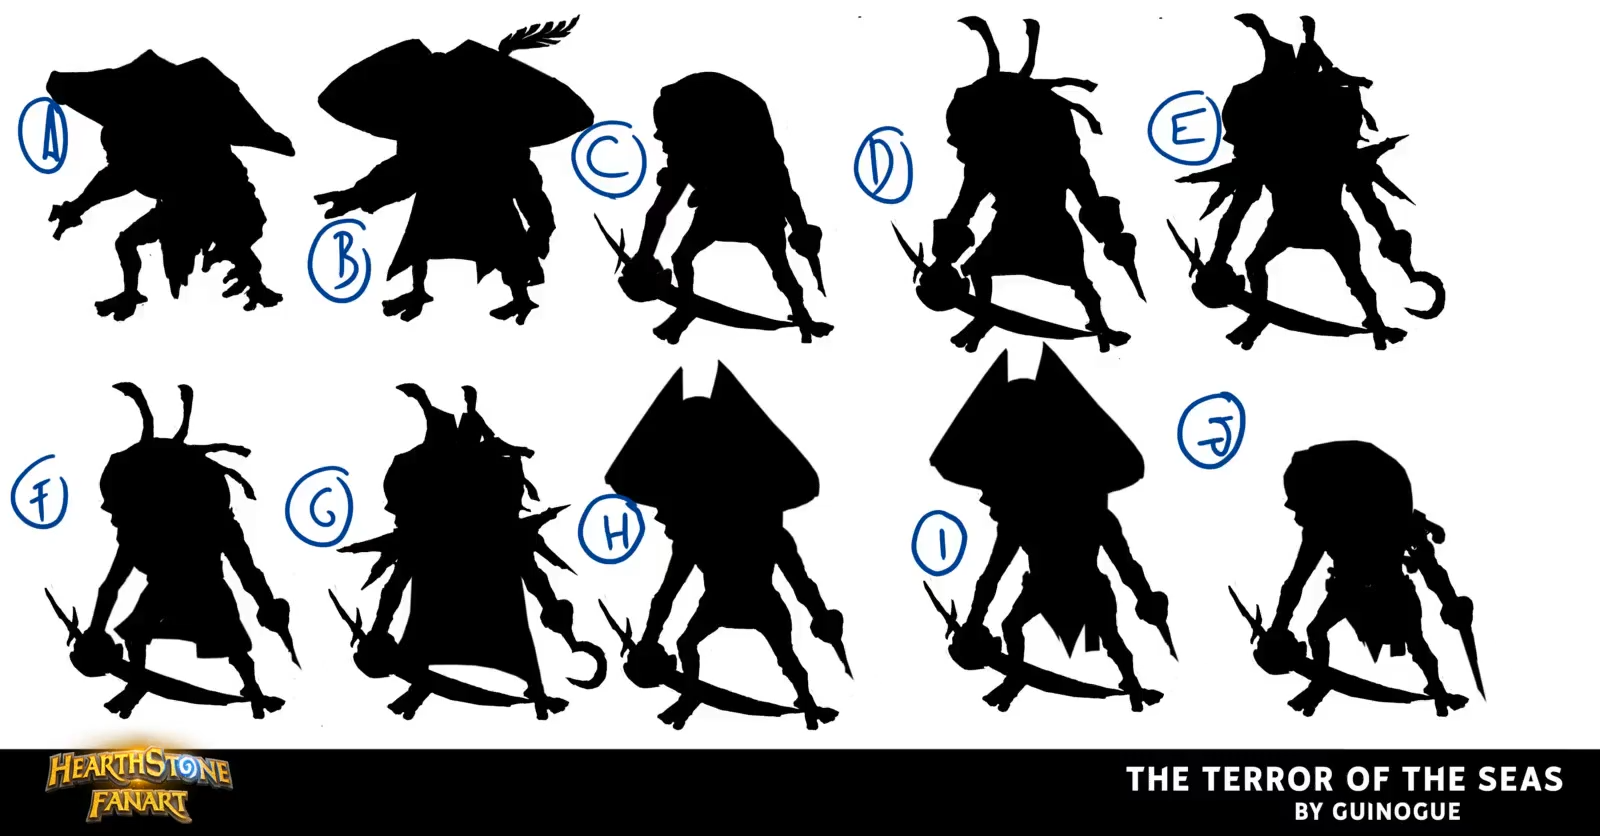 A
B
C
D
E
F
G
H
I
J
HEARTHSTONE
FANART
THE TERROR OF THE SEAS
BY GUINOGUE